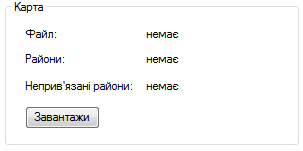 Карта
Файл: немає
Райони: немає
Неприв'язані райони: немає
Завантажи